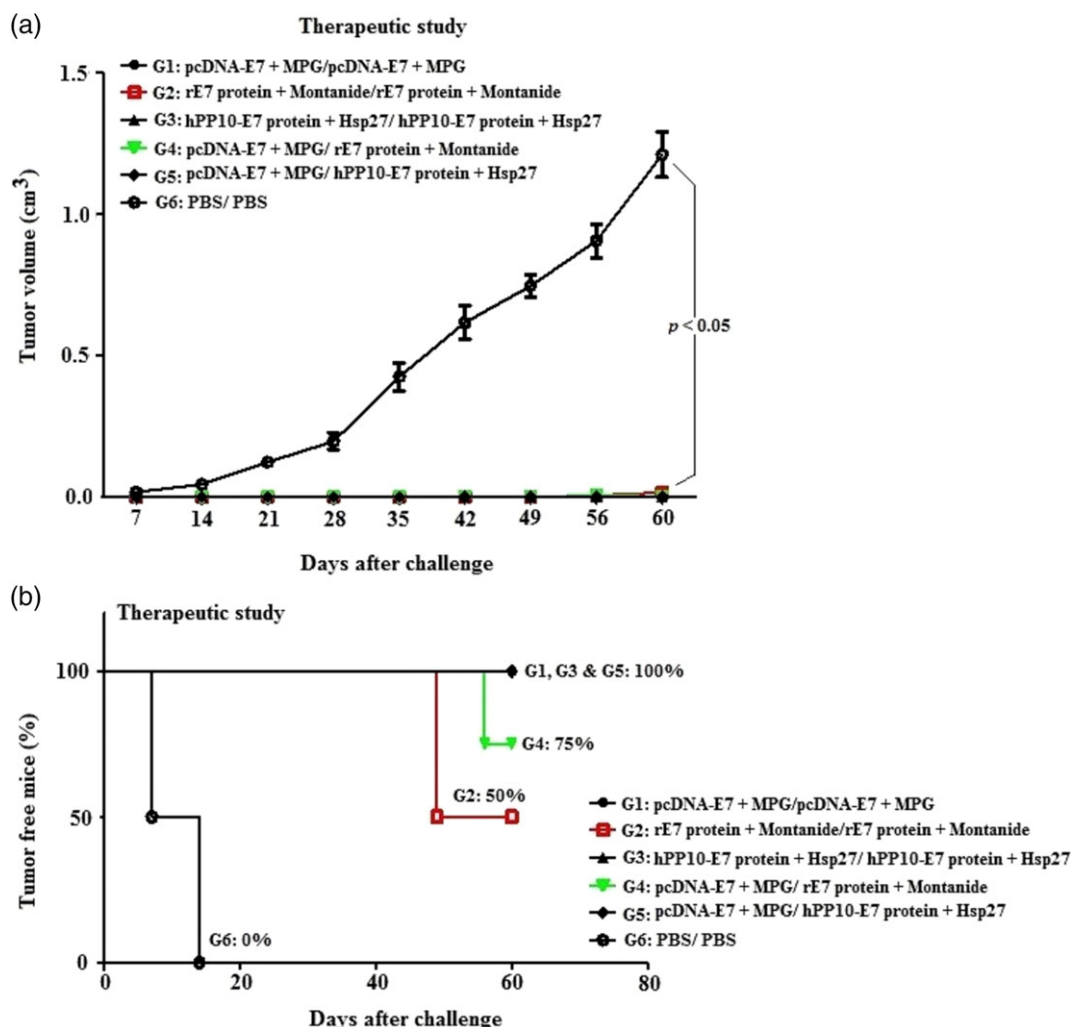 (a)
Therapeutic study
G1: pcDNA-E7 + MPG/pcDNA-E7 + MPG
G2: rE7 protein + Montanide/rE7 protein + Montanide
G3: hPP10-E7 protein + Hsp27/ hPP10-E7 protein + Hsp27
G4: pcDNA-E7 + MPG/ rE7 protein + Montanide
G5: pcDNA-E7 + MPG/ hPP10-E7 protein + Hsp27
G6: PBS/ PBS
Tumor volume (cm³)
1.5
1.0
0.5
0.0
p < 0.05
7 14 21 28 35 42 49 56 60
Days after challenge
(b)
Therapeutic study
Tumor free mice (%)
100
50
0
G1, G3 & G5: 100%
G4: 75%
G2: 50%
G6: 0%
G1: pcDNA-E7 + MPG/pcDNA-E7 + MPG
G2: rE7 protein + Montanide/rE7 protein + Montanide
G3: hPP10-E7 protein + Hsp27/ hPP10-E7 protein + Hsp27
G4: pcDNA-E7 + MPG/ rE7 protein + Montanide
G5: pcDNA-E7 + MPG/ hPP10-E7 protein + Hsp27
G6: PBS/ PBS
0 20 40 60 80
Days after challenge